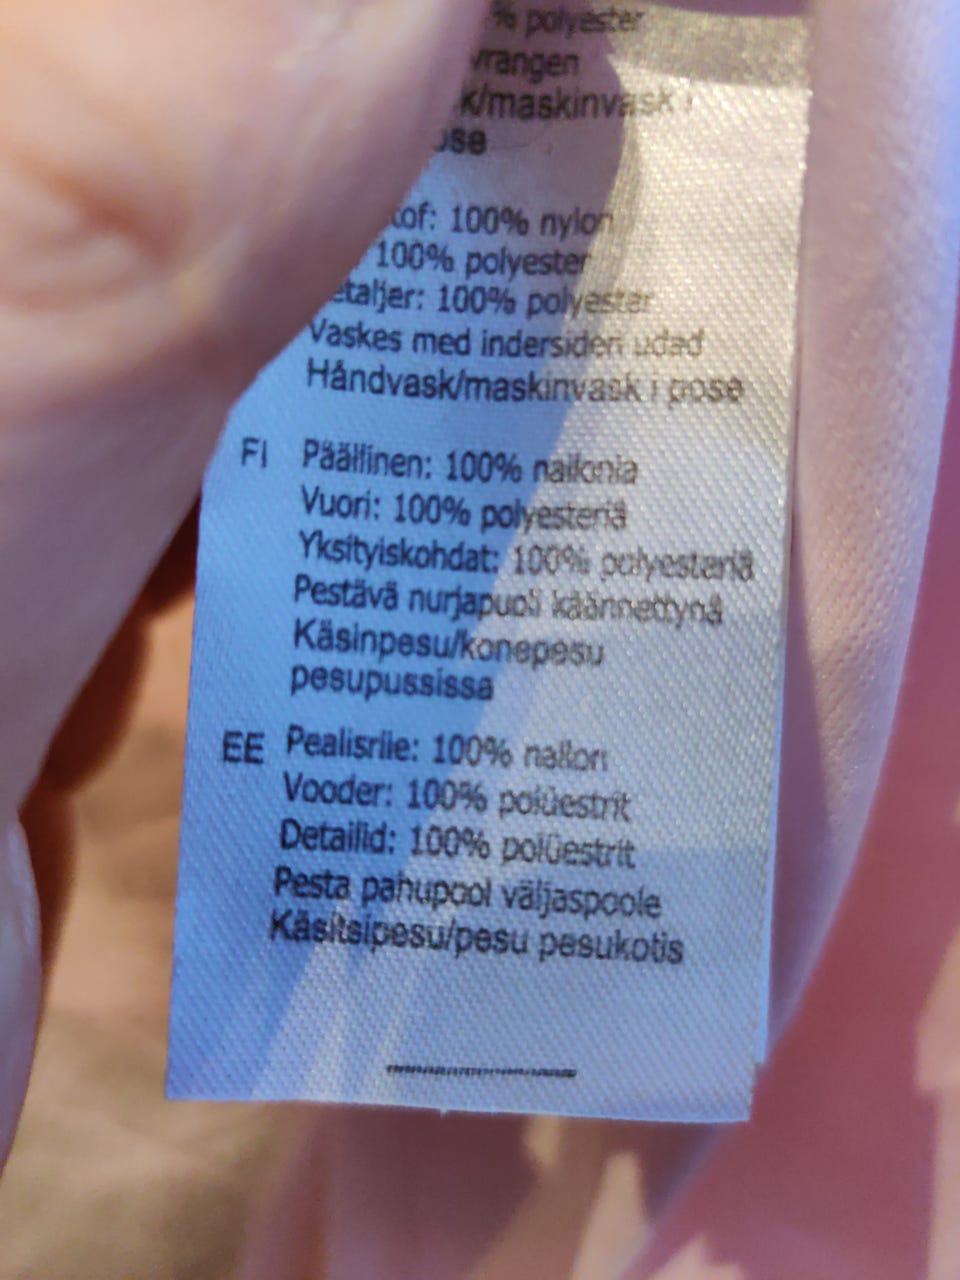 % polyester
vrangen
k/maskinvask i
ose
tof: 100% nylon
100% polyester
etaljer: 100% polyester
Vaskes med indersiden udad
Håndvask/maskinvask i pose
FI Päällinen: 100% nailonia
Vuori: 100% polyesteriä
Yksityiskohdat: 100% polyesteriä
Pestävä nurjapuoli käännettynä
Käsinpesu/konepesu
pesupussissa
EE Pealisriie: 100% nailon
Vooder: 100% polüestrit
Detailid: 100% polüestrit
Pesta pahupool väljaspoole
Käsitsipesu/pesu pesukotis